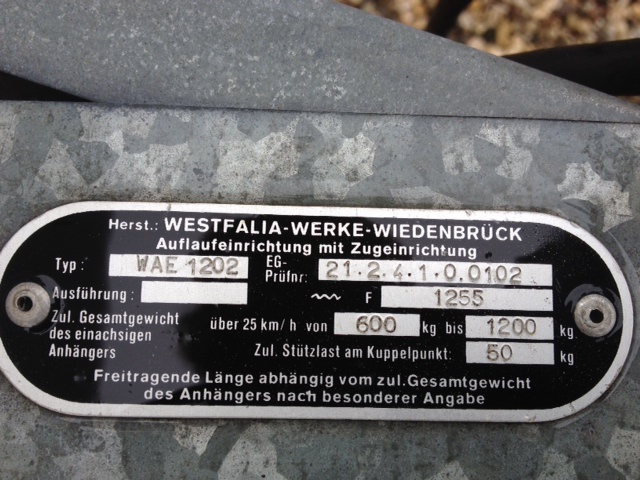 Herst.: WESTFALIA-WERKE-WIEDENBRÜCK
Auflaufeinrichtung mit Zugeinrichtung
Typ: WAE 1202 EG-Prüfnr: 21.2.4.1.0.0102
Ausführung: F 1255
Zul. Gesamtgewicht des einachsigen Anhängers über 25 km/h von 600 kg bis 1200 kg
Zul. Stützlast am Kuppelpunkt: 50 kg
Freitragende Länge abhängig vom zul. Gesamtgewicht
des Anhängers nach besonderer Angabe